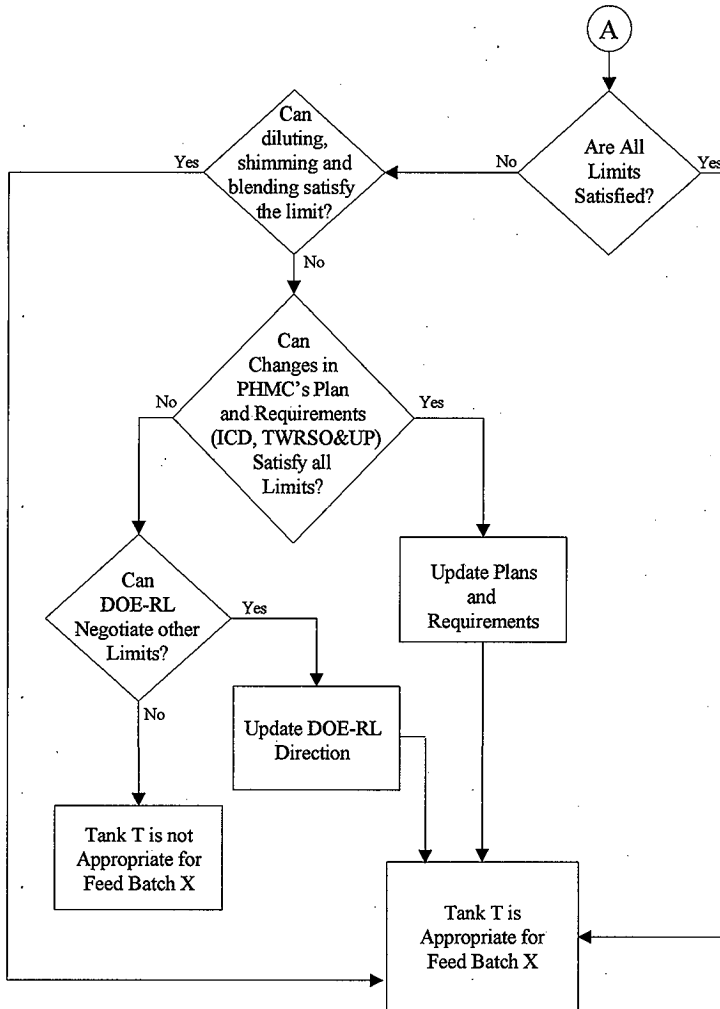 A
Are All
Limits
Satisfied?
No
Yes
Can
diluting,
shimming and
blending satisfy
the limit?
Yes
No
Can
Changes in
PHMC's Plan
and Requirements
(ICD, TWRSO&UP)
Satisfy all
Limits?
No
Yes
Can
DOE-RL
Negotiate other
Limits?
Yes
No
Update Plans
and
Requirements
Update DOE-RL
Direction
Tank T is not
Appropriate for
Feed Batch X
Tank T is
Appropriate for
Feed Batch X